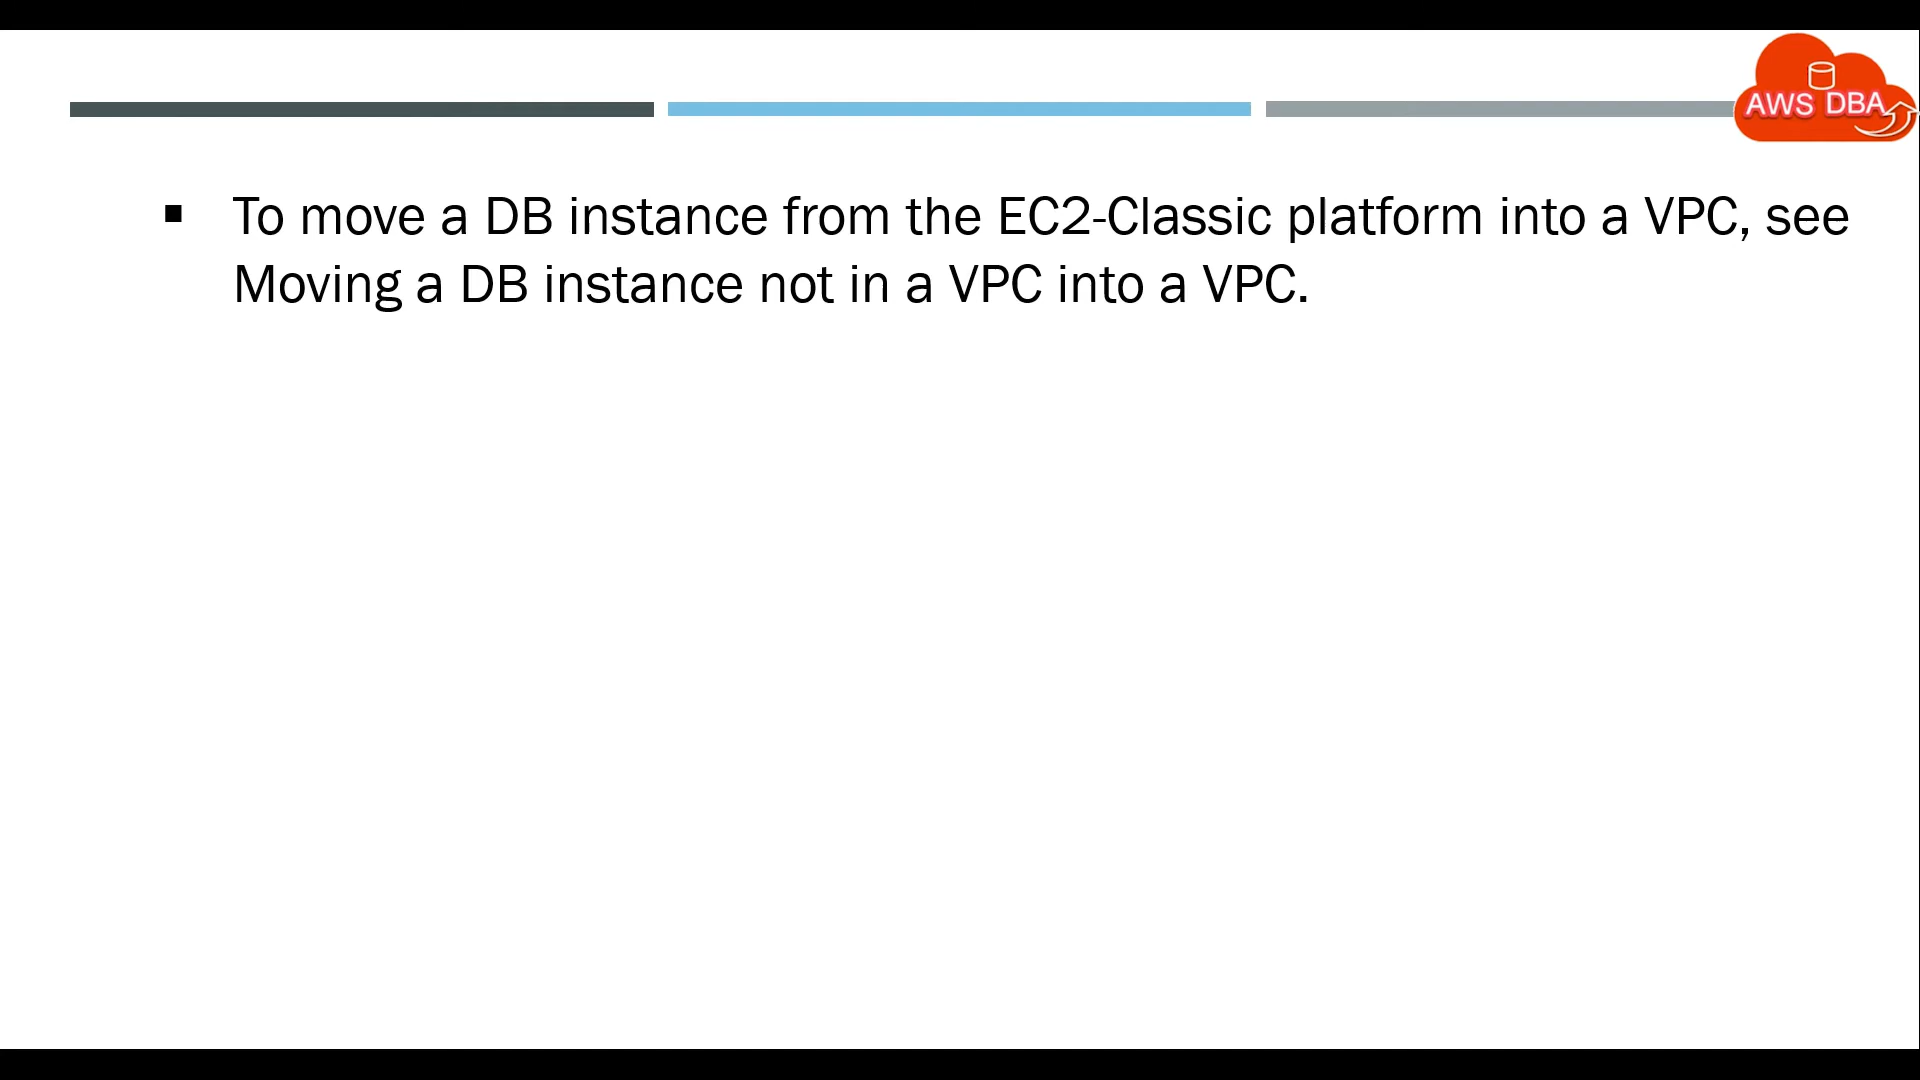 AWS DBA
▪ To move a DB instance from the EC2-Classic platform into a VPC, see
Moving a DB instance not in a VPC into a VPC.